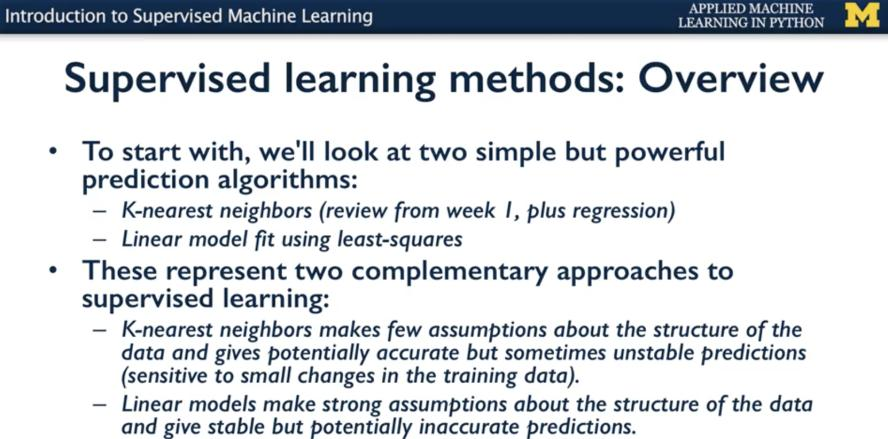 Introduction to Supervised Machine Learning
APPLIED MACHINE
LEARNING IN PYTHON
M
Supervised learning methods: Overview
• To start with, we'll look at two simple but powerful
prediction algorithms:
– K-nearest neighbors (review from week 1, plus regression)
– Linear model fit using least-squares
• These represent two complementary approaches to
supervised learning:
– K-nearest neighbors makes few assumptions about the structure of the
data and gives potentially accurate but sometimes unstable predictions
(sensitive to small changes in the training data).
– Linear models make strong assumptions about the structure of the data
and give stable but potentially inaccurate predictions.